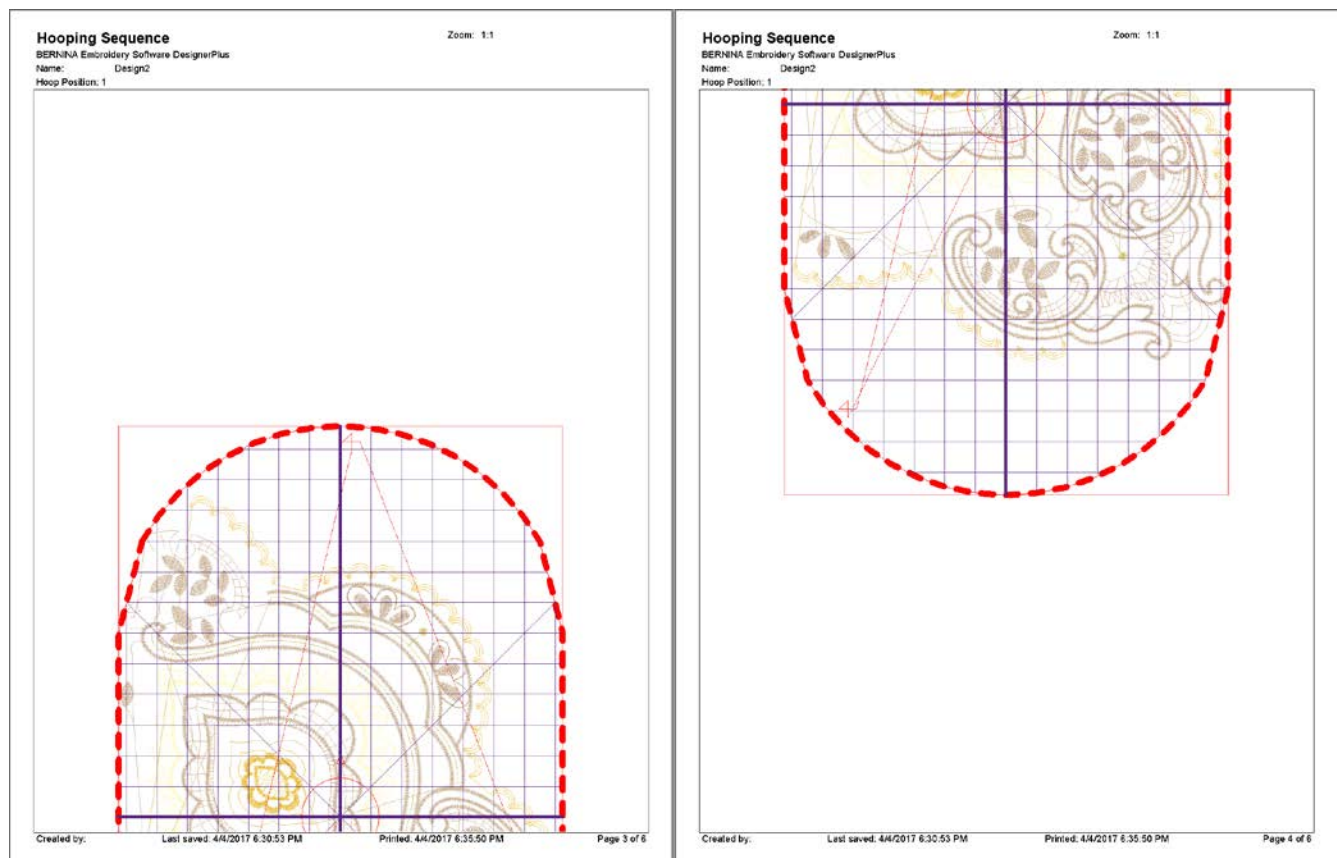 Hooping Sequence
Zoom: 1:1
BERNINA Embroidery Software DesignerPlus
Name: Design2
Hoop Position: 1
Created by: Last saved: 4/4/2017 6:30:53 PM Printed: 4/4/2017 6:35:50 PM Page 3 of 6
Hooping Sequence
Zoom: 1:1
BERNINA Embroidery Software DesignerPlus
Name: Design2
Hoop Position: 1
Created by: Last saved: 4/4/2017 6:30:53 PM Printed: 4/4/2017 6:35:50 PM Page 4 of 6